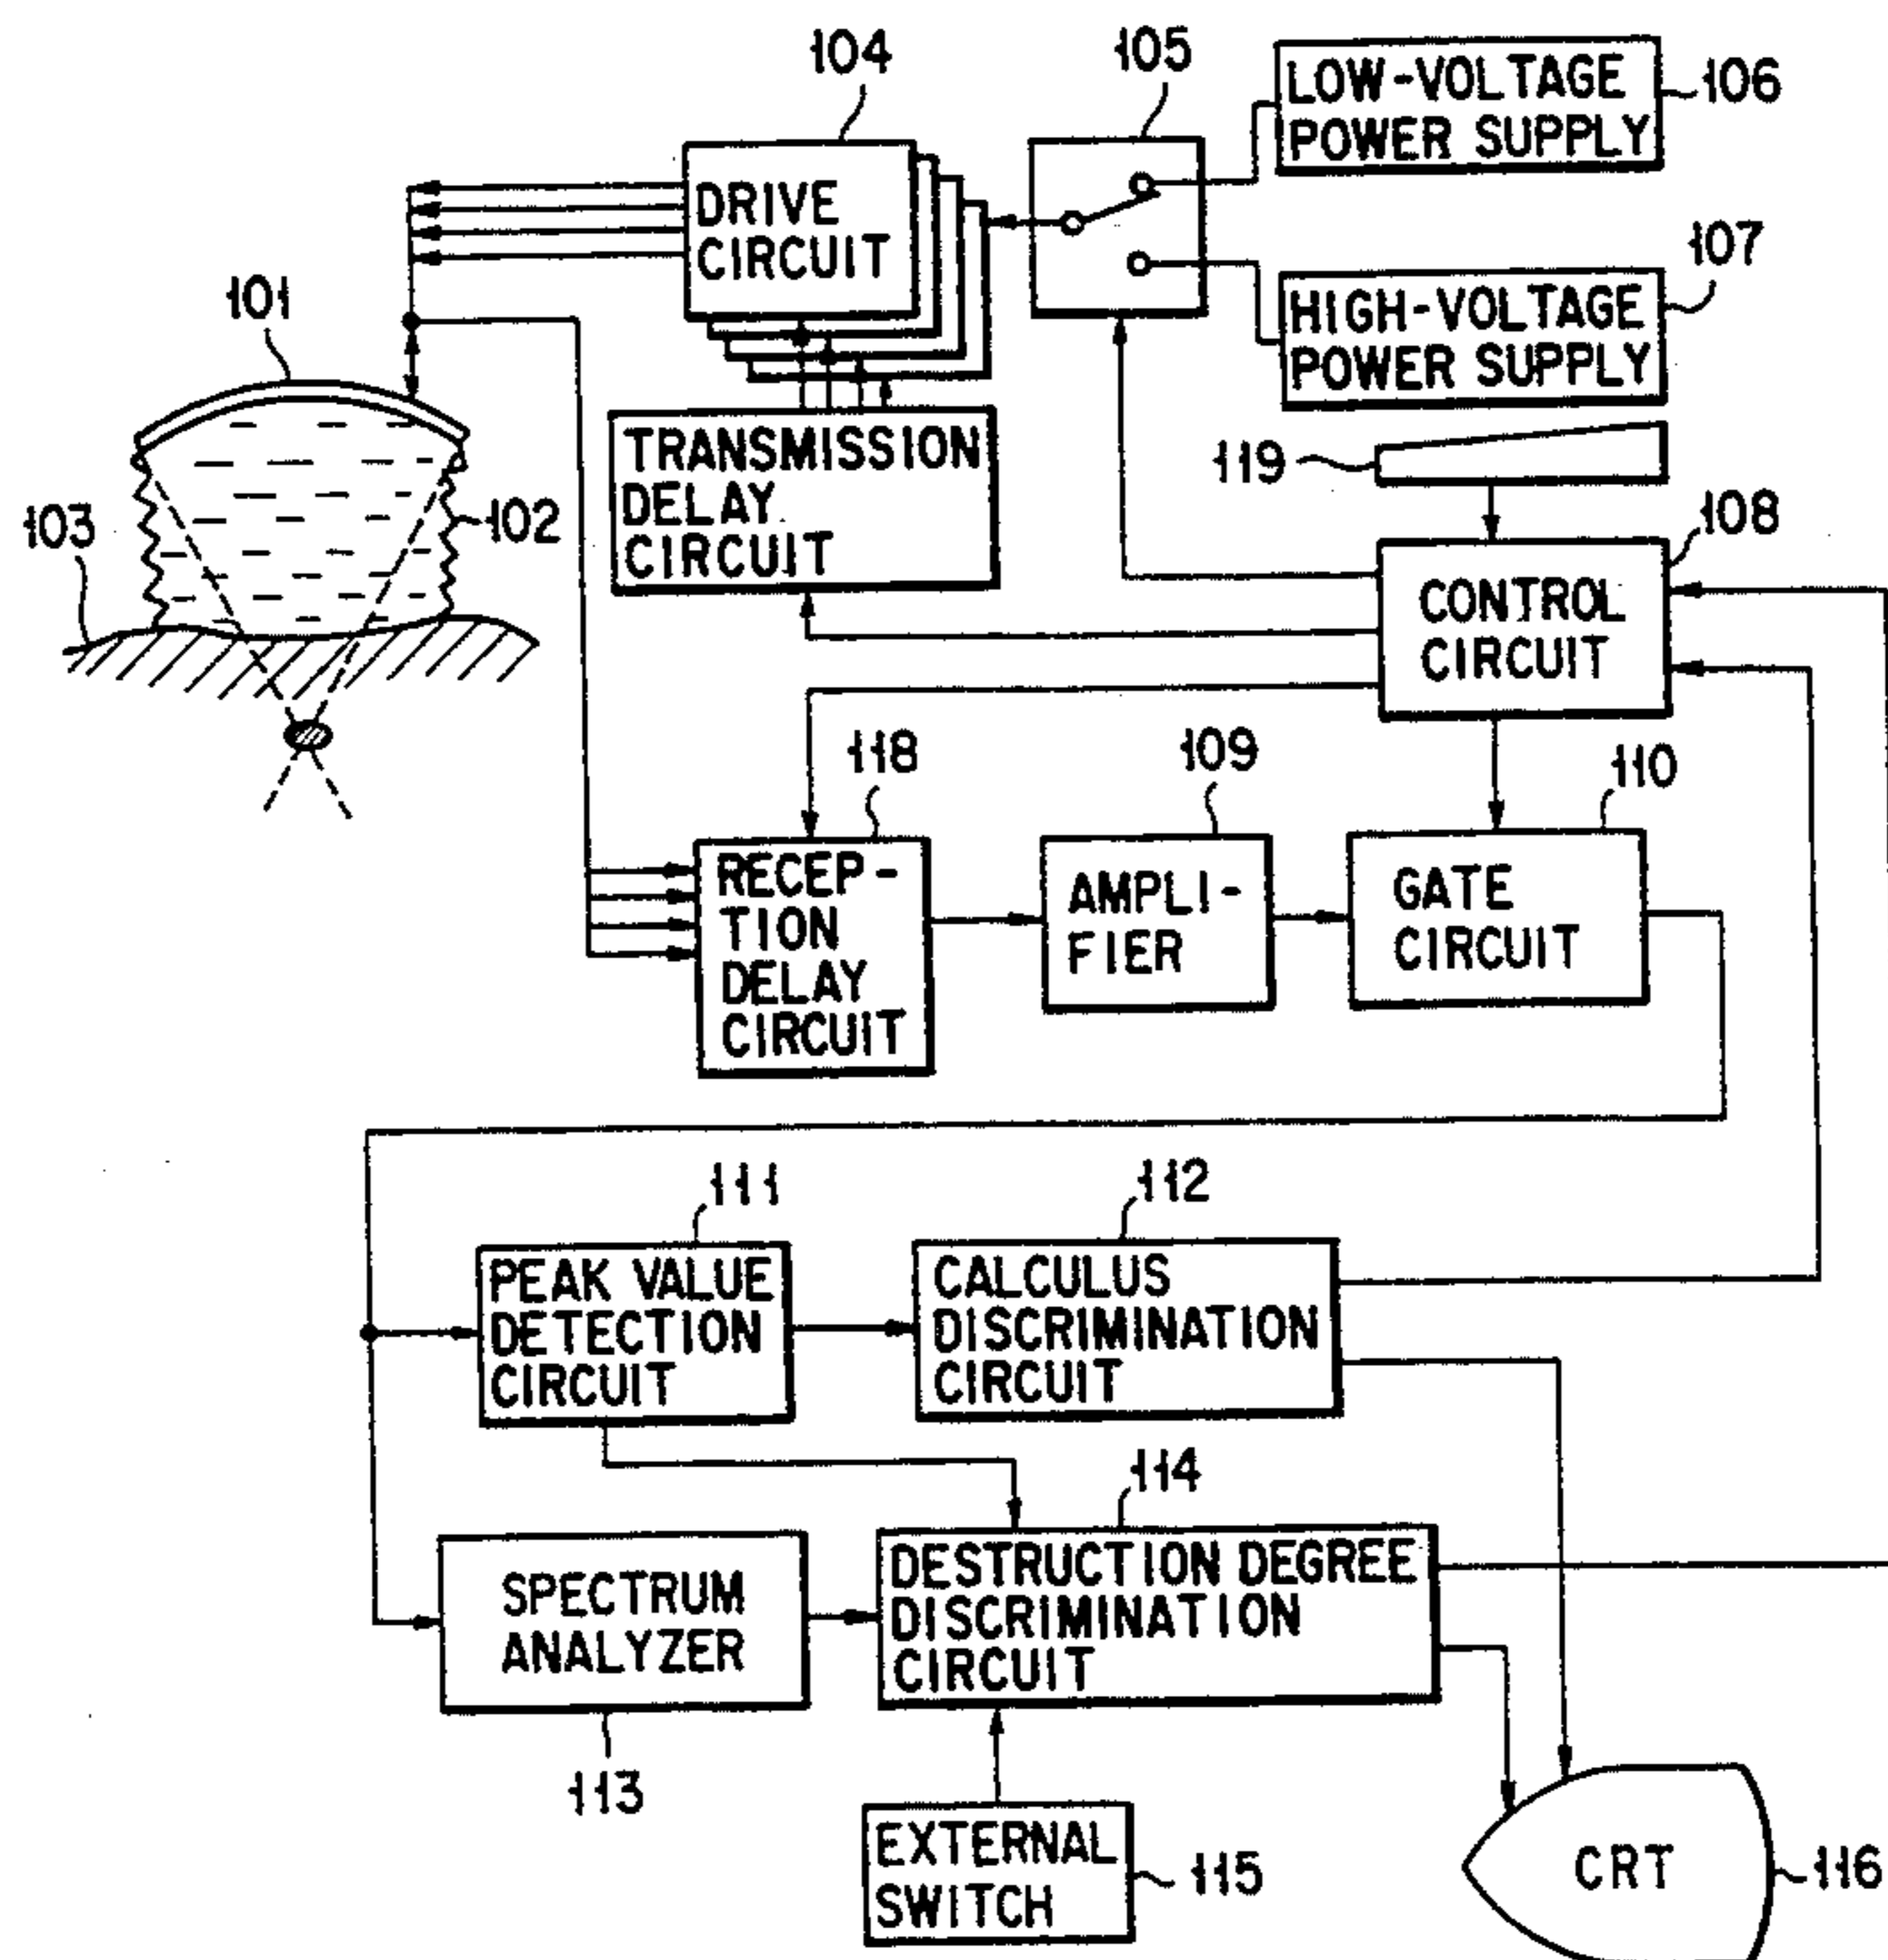 104
105
LOW-VOLTAGE
POWER SUPPLY
106
DRIVE
CIRCUIT
107
HIGH-VOLTAGE
POWER SUPPLY
101
TRANSMISSION
DELAY
CIRCUIT
119
103
102
108
CONTROL
CIRCUIT
118
109
110
RECEP-
TION
DELAY
CIRCUIT
AMPLI-
FIER
GATE
CIRCUIT
111
112
PEAK VALUE
DETECTION
CIRCUIT
CALCULUS
DISCRIMINATION
CIRCUIT
114
SPECTRUM
ANALYZER
DESTRUCTION DEGREE
DISCRIMINATION
CIRCUIT
113
EXTERNAL
SWITCH
115
CRT
116